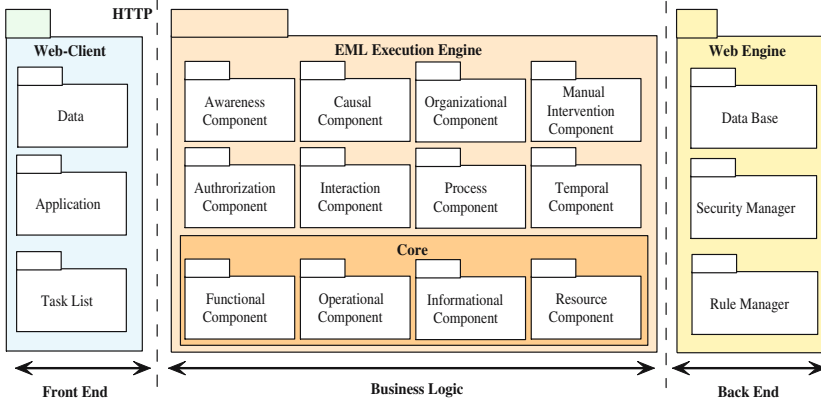 HTTP
Web-Client
Data
Application
Task List
Front End
EML Execution Engine
Awareness
Component
Causal
Component
Organizational
Component
Manual
Intervention
Component
Authrorization
Component
Interaction
Component
Process
Component
Temporal
Component
Core
Functional
Component
Operational
Component
Informational
Component
Resource
Component
Business Logic
Web Engine
Data Base
Security Manager
Rule Manager
Back End